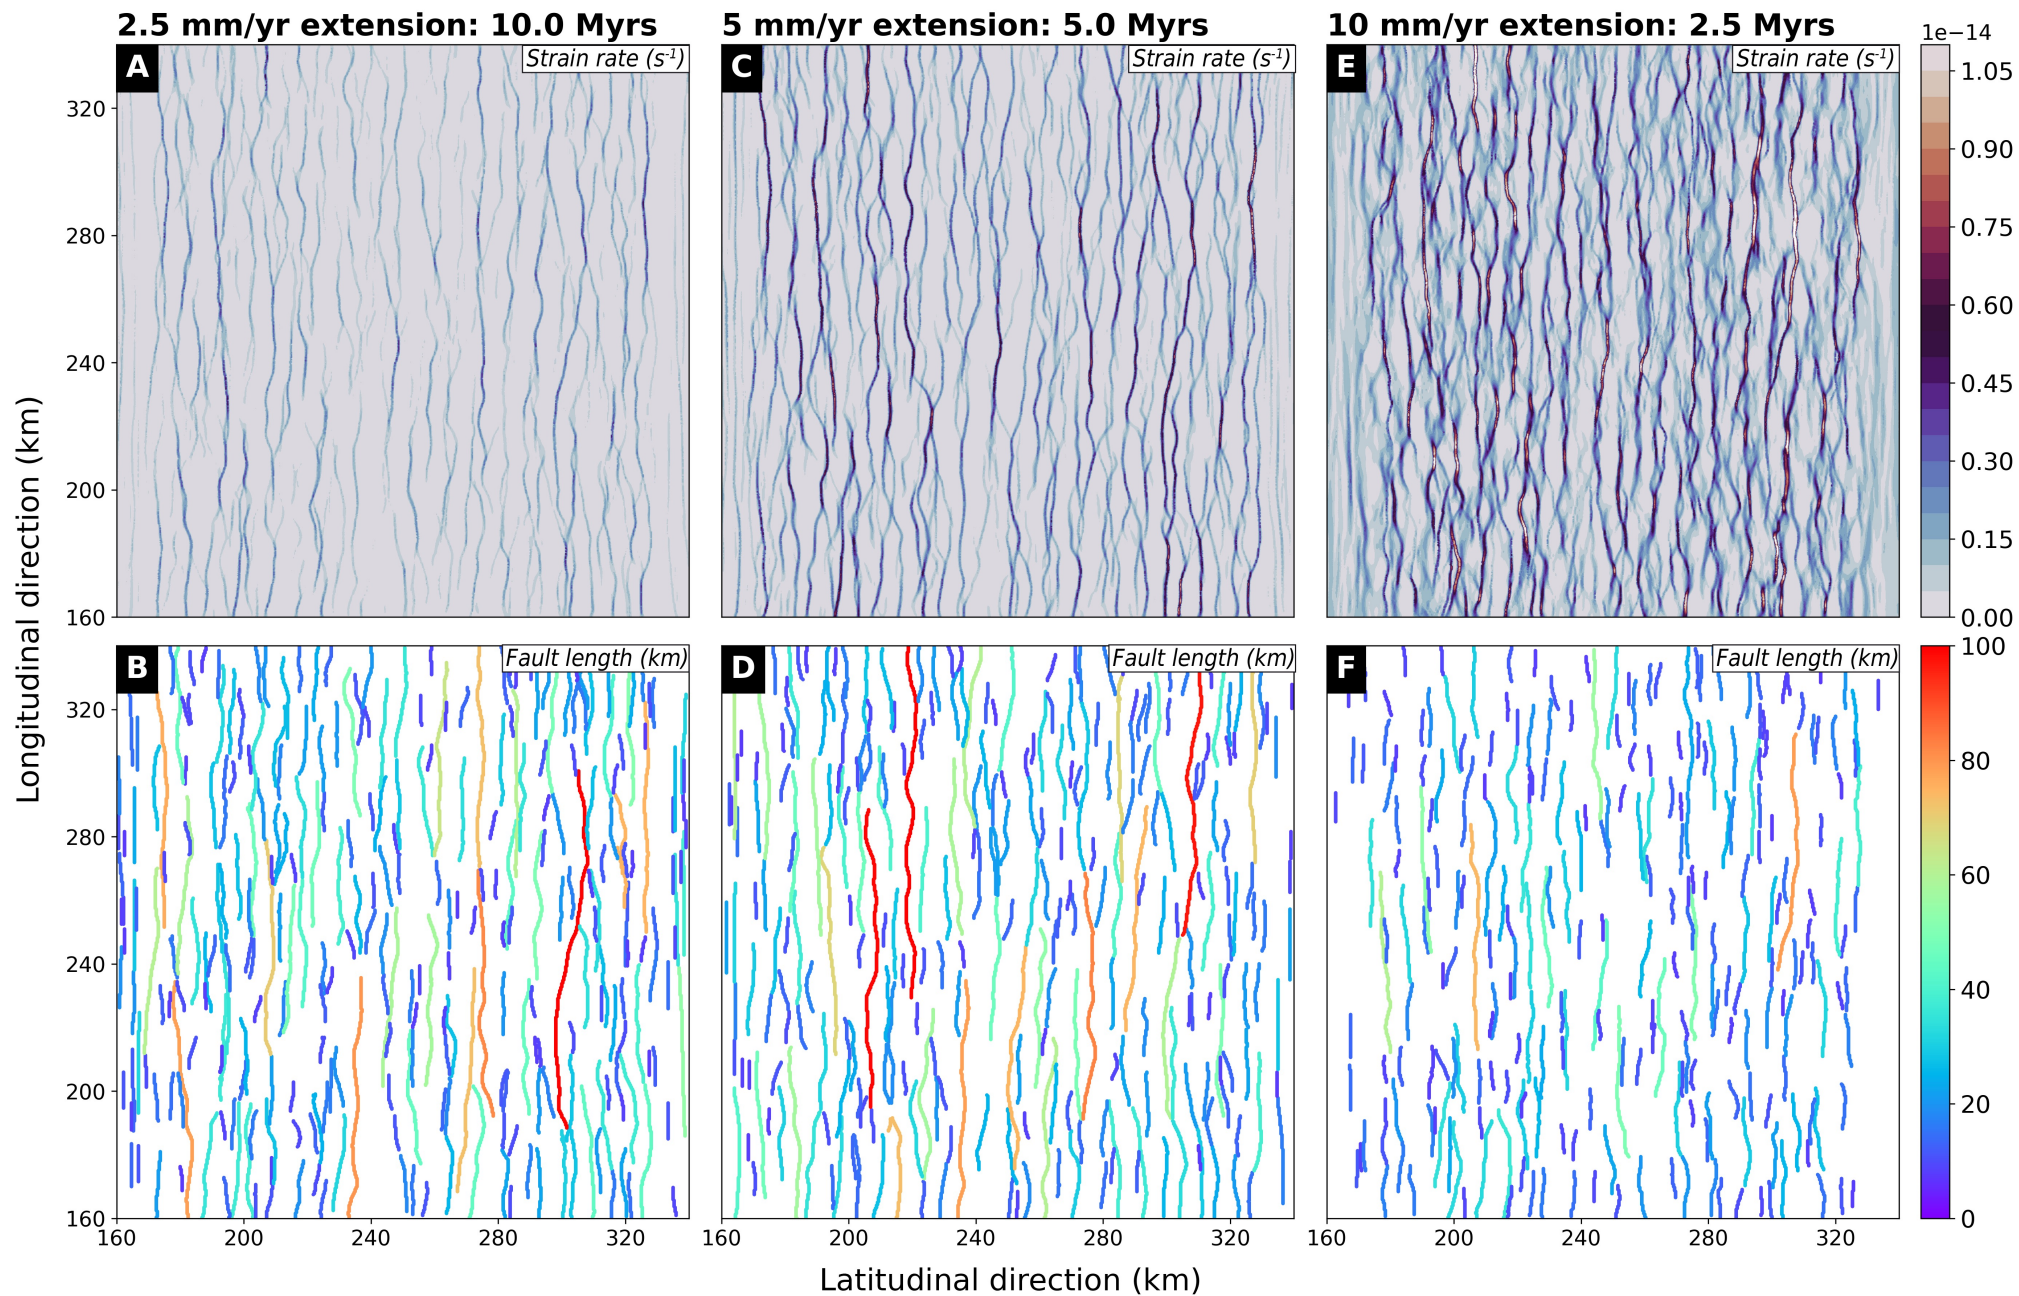 2.5 mm/yr extension: 10.0 Myrs
5 mm/yr extension: 5.0 Myrs
10 mm/yr extension: 2.5 Myrs
1e−14
A
Strain rate (s⁻¹)
C
Strain rate (s⁻¹)
E
Strain rate (s⁻¹)
320
280
240
200
160
1.05
0.90
0.75
0.60
0.45
0.30
0.15
0.00
Longitudinal direction (km)
B
Fault length (km)
D
Fault length (km)
F
Fault length (km)
320
280
240
200
160
100
80
60
40
20
0
160 200 240 280 320
160 200 240 280 320
160 200 240 280 320
Latitudinal direction (km)